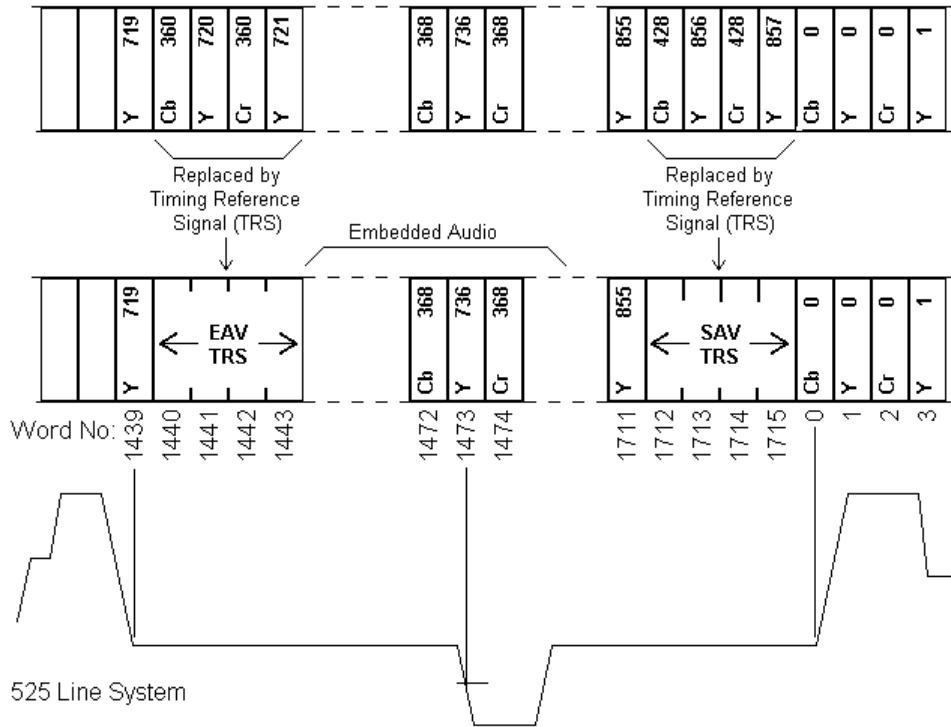 719 360 720 360 721 368 736 368 855 428 856 428 857 0 0 0 1
Y Cb Y Cr Y Cb Y Cr Y Cb Y Cr Y Cb Y Cr Y
Replaced by
Timing Reference
Signal (TRS)
Replaced by
Timing Reference
Signal (TRS)
Embedded Audio
719 368 736 368 855 0 0 0 1
EAV
TRS
SAV
TRS
Y Cb Y Cr Y Cb Y Cr Y
Word No: 1439 1440 1441 1442 1443 1472 1473 1474 1711 1712 1713 1714 1715 0 1 2 3
525 Line System